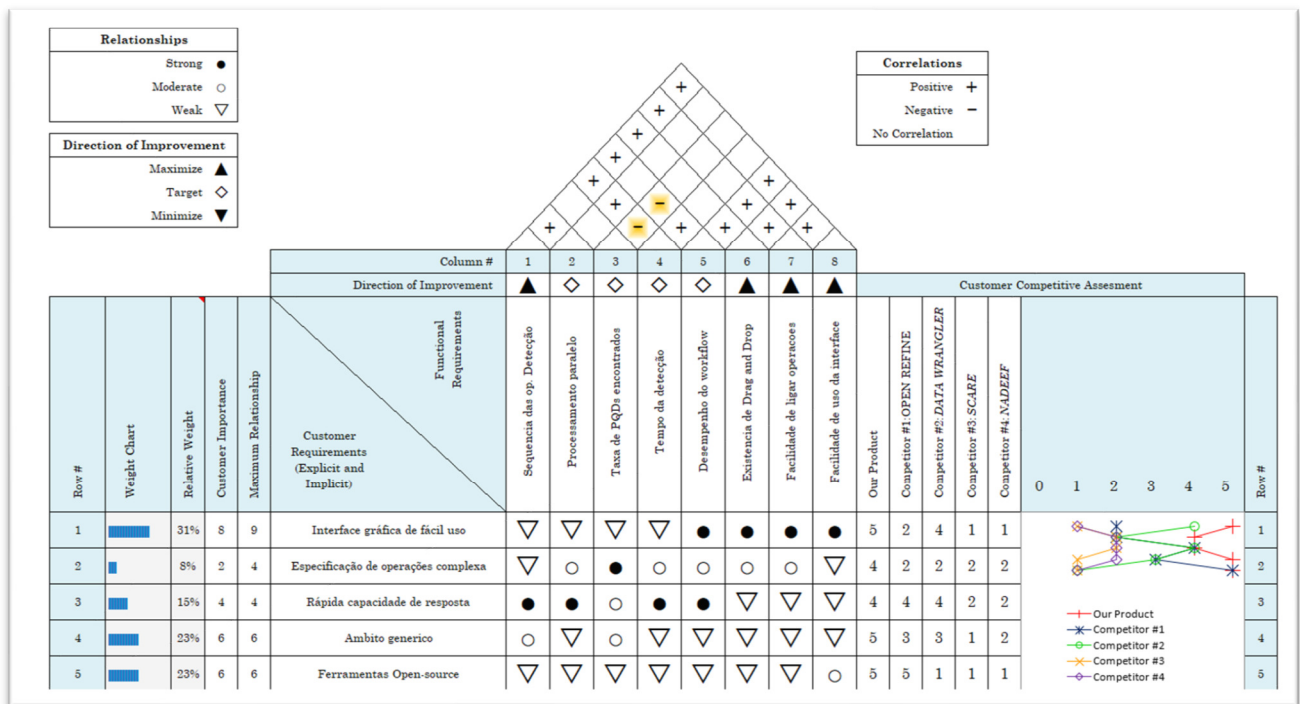 Relationships
Strong ●
Moderate ○
Weak ▽
Direction of Improvement
Maximize ▲
Target ◇
Minimize ▼
Correlations
Positive +
Negative −
No Correlation
+
+
+
+
+ +
+ − +
+ − + + + +
Column # 1 2 3 4 5 6 7 8
Direction of Improvement ▲ ◇ ◇ ◇ ◇ ▲ ▲ ▲ Customer Competitive Assesment
Row #
Weight Chart
Relative Weight
Customer Importance
Maximum Relationship
Functional
Requirements
Customer
Requirements
(Explicit and
Implicit)
Sequencia das op. Detecção
Processamento paralelo
Taxa de PQDs encontrados
Tempo da detecção
Desempenho do workflow
Existencia de Drag and Drop
Facilidade de ligar operacoes
Facilidade de uso da interface
Our Product
Competitor #1:OPEN REFINE
Competitor #2: DATA WRANGLER
Competitor #3: SCARE
Competitor #4: NADEEF
0 1 2 3 4 5
Row #
1 31% 8 9 Interface gráfica de fácil uso ▽ ▽ ▽ ▽ ● ● ● ● 5 2 4 1 1 1
2 8% 2 4 Especificação de operações complexa ▽ ○ ● ○ ○ ○ ○ ▽ 4 2 2 2 2 2
3 15% 4 4 Rápida capacidade de resposta ● ● ○ ● ● ▽ ▽ ▽ 4 4 4 2 2 3
4 23% 6 6 Ambito generico ○ ▽ ○ ▽ ▽ ▽ ▽ ▽ 5 3 3 1 2 4
5 23% 6 6 Ferramentas Open-source ▽ ▽ ▽ ▽ ▽ ▽ ▽ ○ 5 5 1 1 1 5
Our Product
Competitor #1
Competitor #2
Competitor #3
Competitor #4